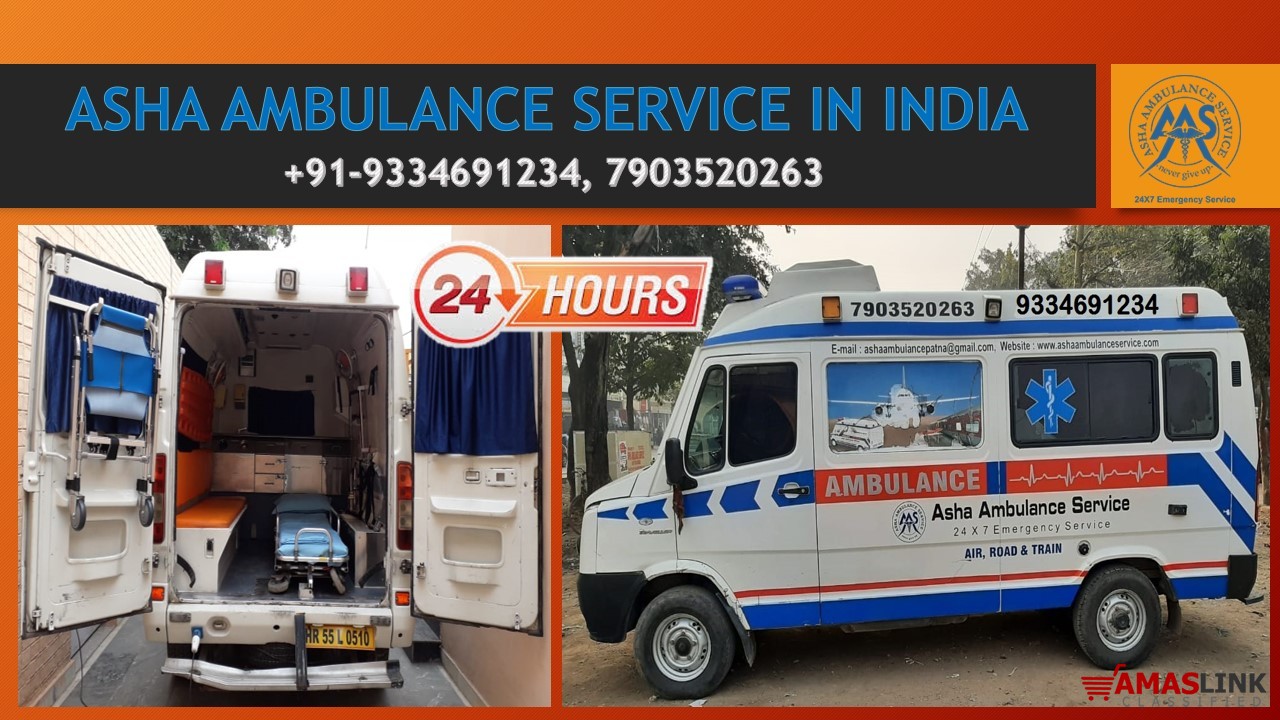 ASHA AMBULANCE SERVICE IN INDIA
+91-9334691234, 7903520263
ASHA AMBULANCE SERVICE
AAS
never give up
24X7 Emergency Service
24 HOURS
HR 55 L 0510
7903520263 9334691234
E-mail : ashaambulancepatna@gmail.com, Website : www.ashaambulanceservice.com
AMBULANCE
AAS
Asha Ambulance Service
24 X 7 Emergency Service
AIR, ROAD & TRAIN
AMASLINK
CLASSIFIED